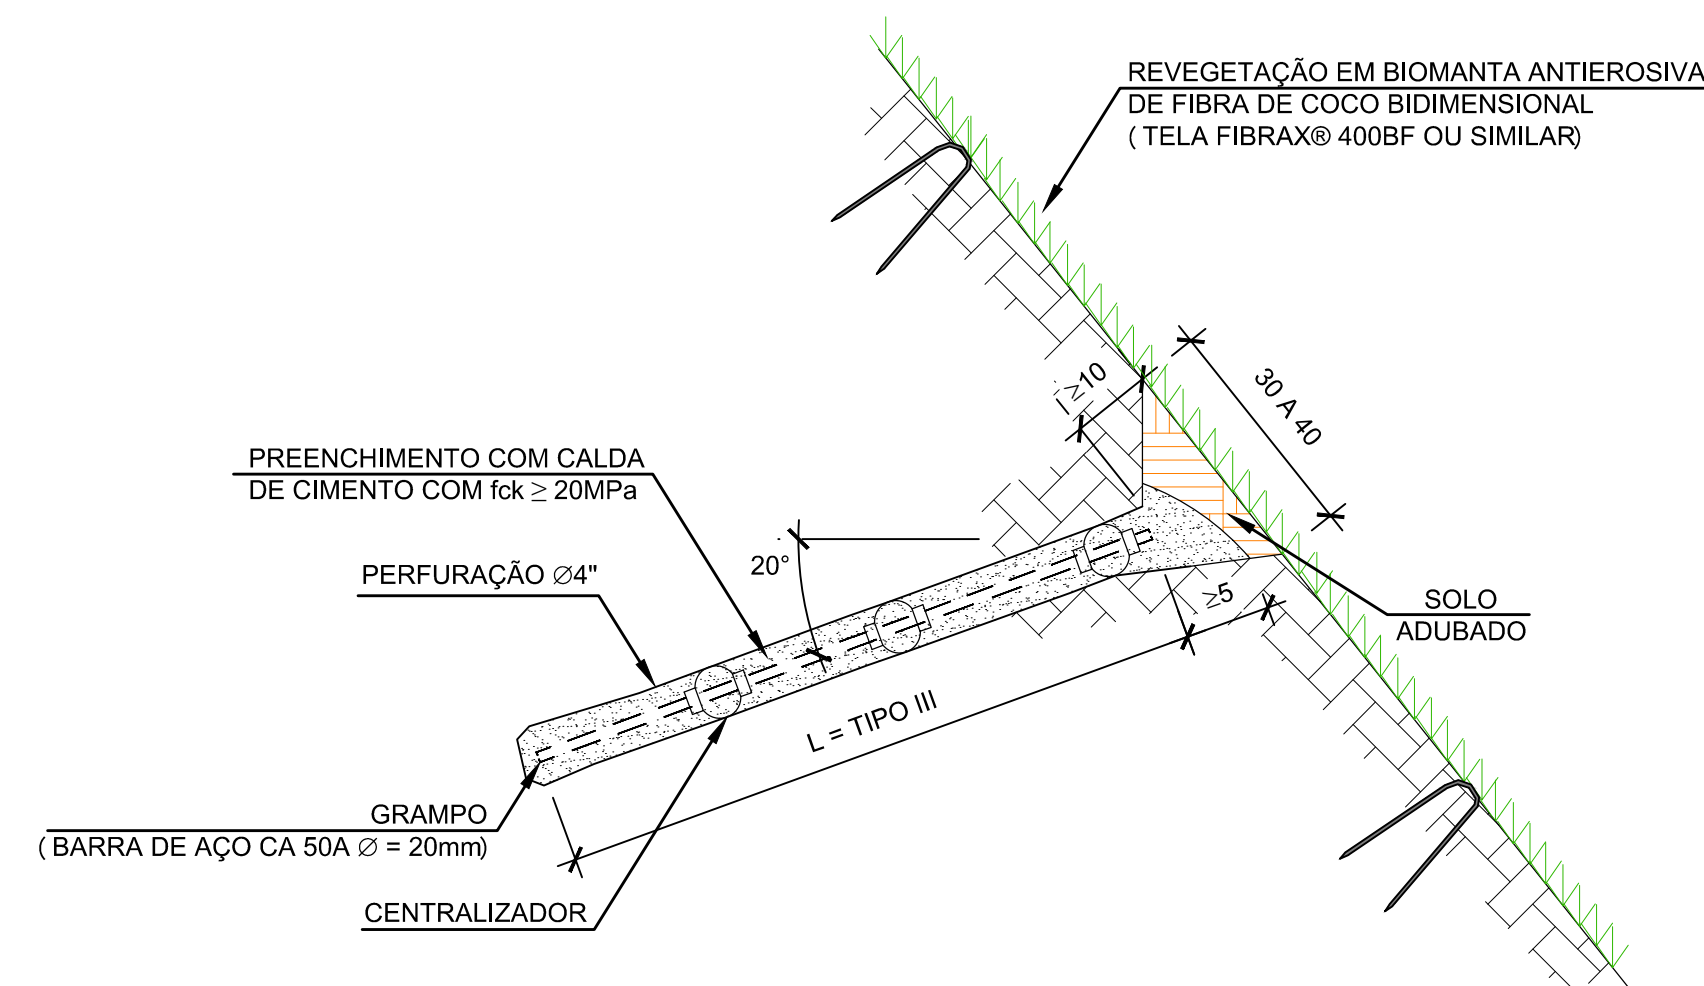 REVEGETAÇÃO EM BIOMANTA ANTIEROSIVA
DE FIBRA DE COCO BIDIMENSIONAL
( TELA FIBRAX® 400BF OU SIMILAR)
≥10
30 A 40
PREENCHIMENTO COM CALDA
DE CIMENTO COM fck ≥ 20MPa
20°
PERFURAÇÃO Ø4"
≥5
SOLO
ADUBADO
L = TIPO III
GRAMPO
( BARRA DE AÇO CA 50A Ø = 20mm)
CENTRALIZADOR